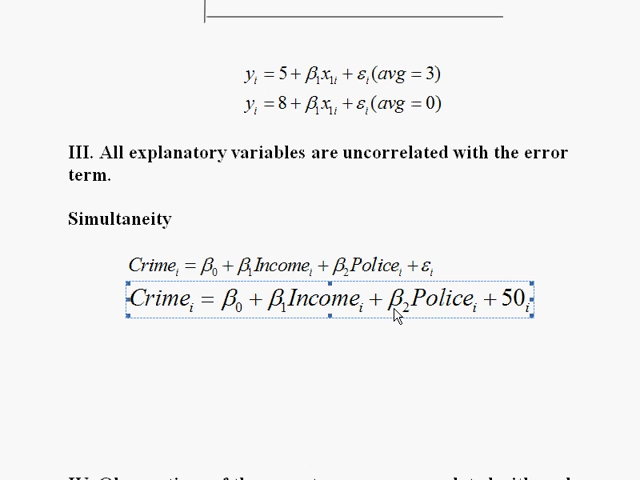 yᵢ = 5 + β₁x₁ᵢ + εᵢ(avg = 3)
yᵢ = 8 + β₁x₁ᵢ + εᵢ(avg = 0)
III. All explanatory variables are uncorrelated with the error
term.
Simultaneity
Crimeᵢ = β₀ + β₁Incomeᵢ + β₂Policeᵢ + εᵢ
Crimeᵢ = β₀ + β₁Incomeᵢ + β₂Policeᵢ + 50ᵢ